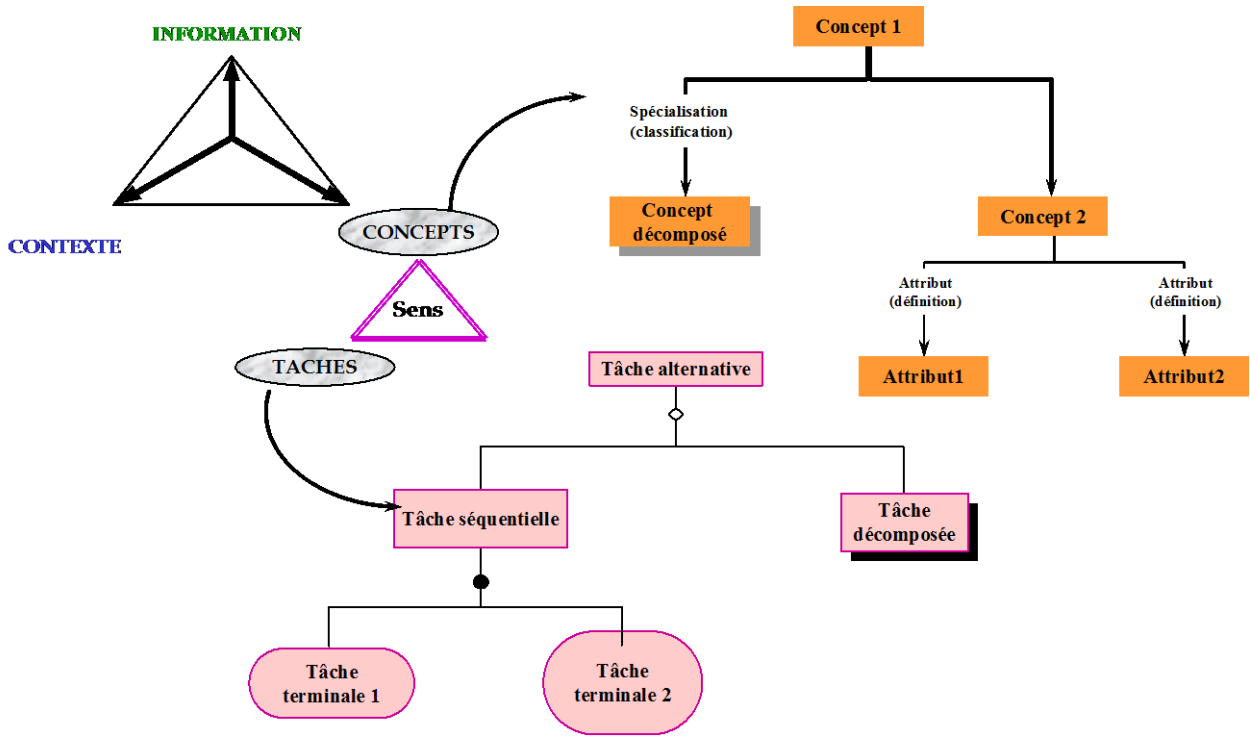 INFORMATION
CONTEXTE
CONCEPTS
Sens
TACHES
Concept 1
Spécialisation
(classification)
Concept
décomposé
Concept 2
Attribut
(définition)
Attribut
(définition)
Attribut1
Attribut2
Tâche alternative
Tâche séquentielle
Tâche
décomposée
Tâche
terminale 1
Tâche
terminale 2